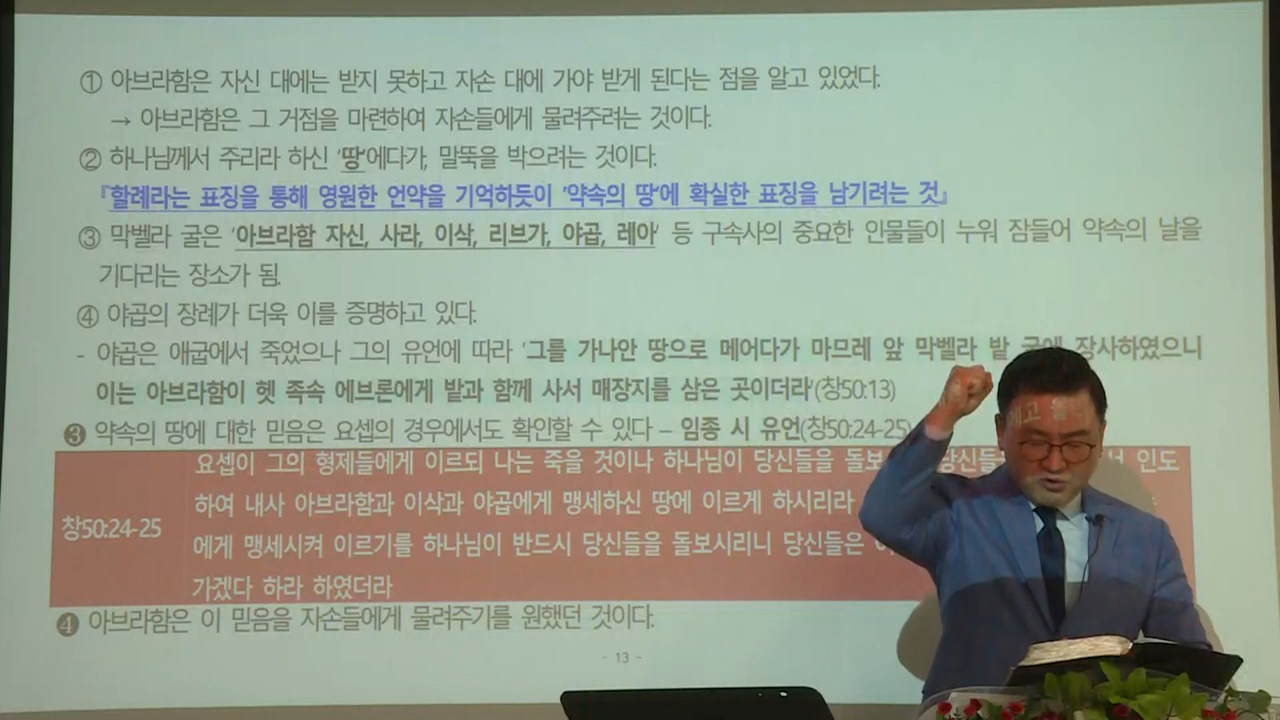 ① 아브라함은 자신 대에는 받지 못하고 자손 대에 가야 받게 된다는 점을 알고 있었다.
→ 아브라함은 그 거점을 마련하여 자손들에게 물려주려는 것이다.
② 하나님께서 주리라 하신 '땅'에다가, 말뚝을 박으려는 것이다.
『할례라는 표징을 통해 영원한 언약을 기억하듯이 '약속의 땅'에 확실한 표징을 남기려는 것』
③ 막벨라 굴은 '아브라함 자신, 사라, 이삭, 리브가, 야곱, 레아' 등 구속사의 중요한 인물들이 누워 잠들어 약속의 날을
기다리는 장소가 됨.
④ 야곱의 장례가 더욱 이를 증명하고 있다.
- 야곱은 애굽에서 죽었으나 그의 유언에 따라 '그를 가나안 땅으로 메어다가 마므레 앞 막벨라 밭 굴에 장사하였으니
이는 아브라함이 헷 족속 에브론에게 밭과 함께 사서 매장지를 삼은 곳이더라'(창50:13)
❸ 약속의 땅에 대한 믿음은 요셉의 경우에서도 확인할 수 있다 – 임종 시 유언(창50:24-25)
요셉이 그의 형제들에게 이르되 나는 죽을 것이나 하나님이 당신들을 돌보 인도
하여 내사 아브라함과 이삭과 야곱에게 맹세하신 땅에 이르게 하시리라
창50:24-25
에게 맹세시켜 이르기를 하나님이 반드시 당신들을 돌보시리니 당신들은
가겠다 하라 하였더라
❹ 아브라함은 이 믿음을 자손들에게 물려주기를 원했던 것이다.
- 13 -